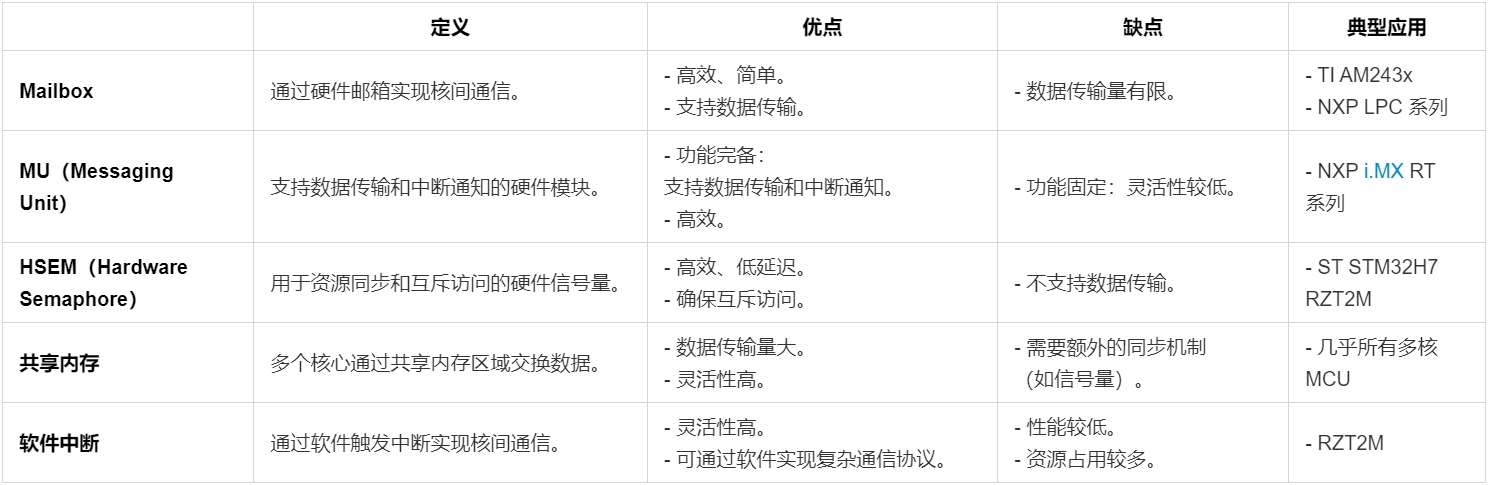 定义 优点 缺点 典型应用
Mailbox 通过硬件邮箱实现核间通信。 - 高效、简单。 - 支持数据传输。 - 数据传输量有限。 - TI AM243x - NXP LPC 系列
MU（Messaging Unit） 支持数据传输和中断通知的硬件模块。 - 功能完备： 支持数据传输和中断通知。 - 高效。 - 功能固定：灵活性较低。 - NXP i.MX RT 系列
HSEM（Hardware Semaphore） 用于资源同步和互斥访问的硬件信号量。 - 高效、低延迟。 - 确保互斥访问。 - 不支持数据传输。 - ST STM32H7 RZT2M
共享内存 多个核心通过共享内存区域交换数据。 - 数据传输量大。 - 灵活性高。 - 需要额外的同步机制 （如信号量）。 - 几乎所有多核 MCU
软件中断 通过软件触发中断实现核间通信。 - 灵活性高。 - 可通过软件实现复杂通信协议。 - 性能较低。 - 资源占用较多。 - RZT2M